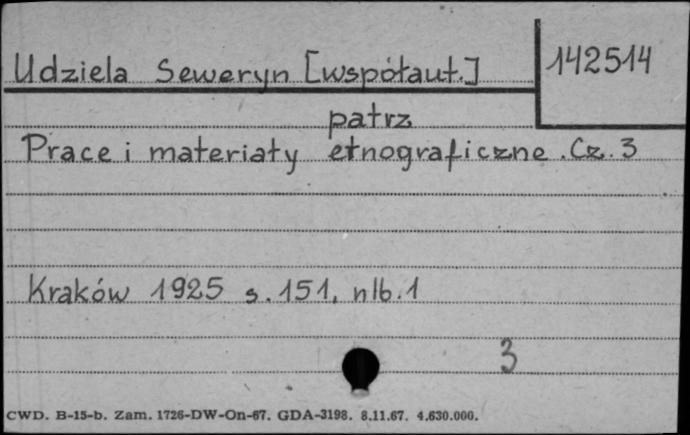 Udziela Seweryn [współaut.]
142514
patrz
Prace i materiały etnograficzne. Cz. 3
Kraków 1925 s. 151, nlb. 1
3
CWD. B-15-b. Zam. 1726-DW-On-67. GDA-3198. 8.11.67. 4.630.000.